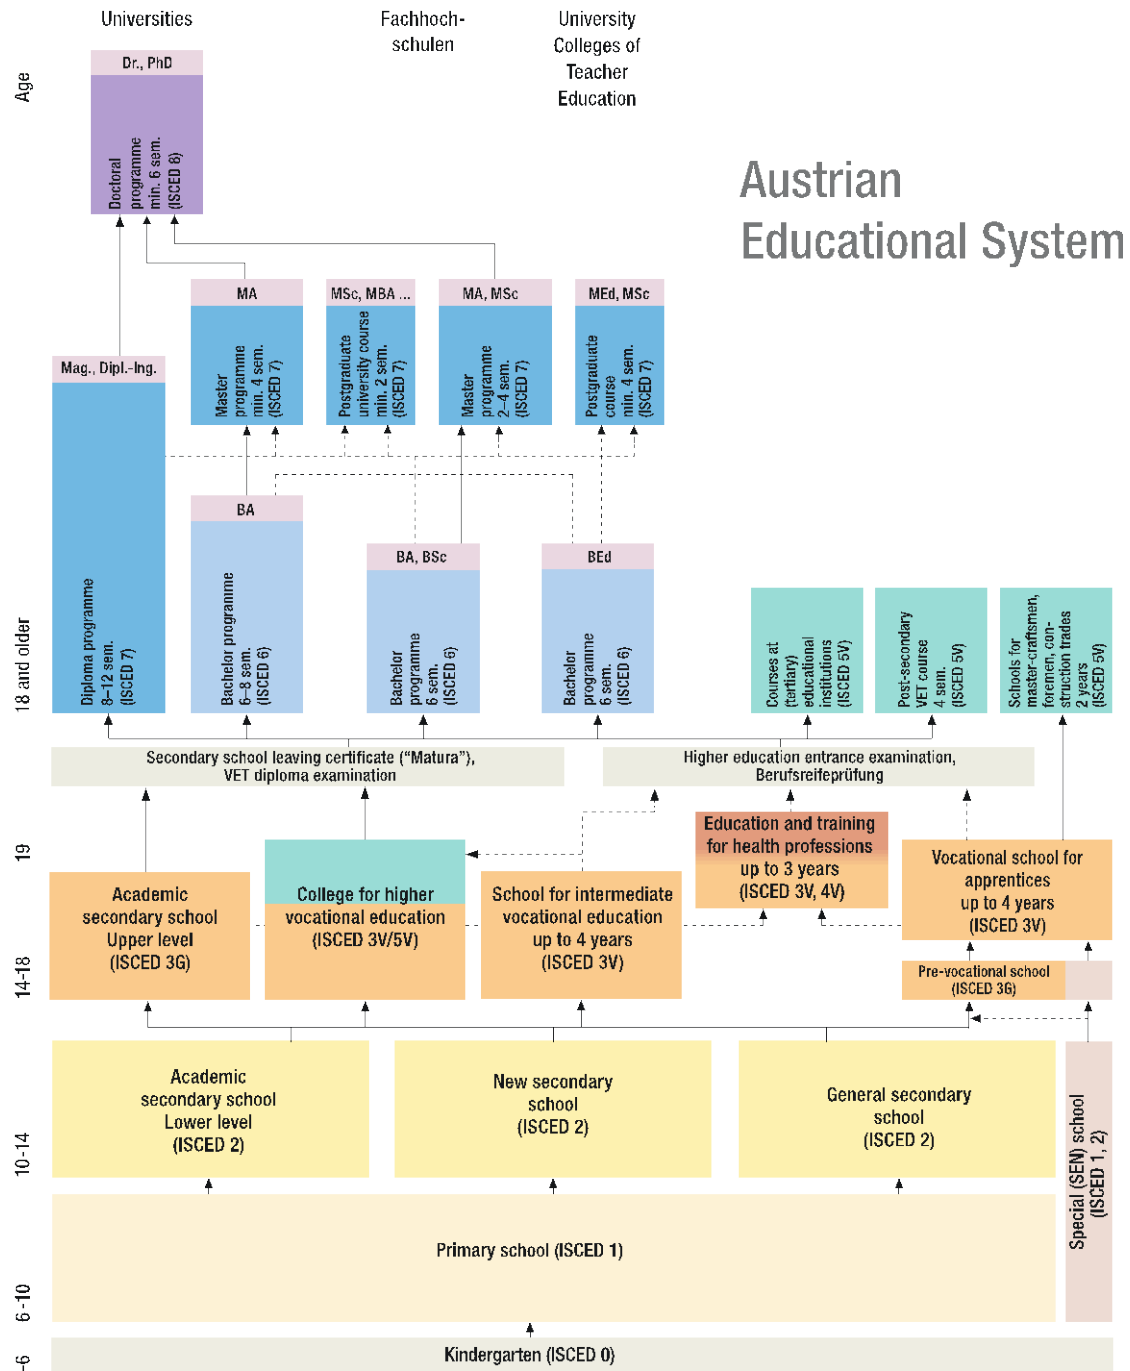 Universities
Fachhoch-
schulen
University
Colleges of
Teacher
Education
Age
Dr., PhD
Doctoral
programme
min. 6 sem.
(ISCED 8)
Austrian
Educational System
MA
Master
programme
min. 4 sem.
(ISCED 7)
MSc, MBA ...
Postgraduate
university course
min. 2 sem.
(ISCED 7)
MA, MSc
Master
programme
2–4 sem.
(ISCED 7)
MEd, MSc
Postgraduate
course
min. 4 sem.
(ISCED 7)
Mag., Dipl.-Ing.
Diploma programme
8–12 sem.
(ISCED 7)
BA
Bachelor programme
6–8 sem.
(ISCED 6)
BA, BSc
Bachelor
programme
6 sem.
(ISCED 6)
BEd
Bachelor
programme
6 sem.
(ISCED 6)
18 and older
Courses at
(tertiary)
educational
institutions
(ISCED 5V)
Post-secondary
VET course
4 sem.
(ISCED 5V)
Schools for
master-craftsmen,
foremen, con-
struction trades
2 years
(ISCED 5V)
Secondary school leaving certificate (“Matura”),
VET diploma examination
Higher education entrance examination,
Berufsreifeprüfung
19
Education and training
for health professions
up to 3 years
(ISCED 3V, 4V)
Vocational school for
apprentices
up to 4 years
(ISCED 3V)
Academic
secondary school
Upper level
(ISCED 3G)
College for higher
vocational education
(ISCED 3V/5V)
School for intermediate
vocational education
up to 4 years
(ISCED 3V)
14-18
Pre-vocational school
(ISCED 3G)
10-14
Academic
secondary school
Lower level
(ISCED 2)
New secondary
school
(ISCED 2)
General secondary
school
(ISCED 2)
Special (SEN) school
(ISCED 1, 2)
6-10
Primary school (ISCED 1)
-6
Kindergarten (ISCED 0)